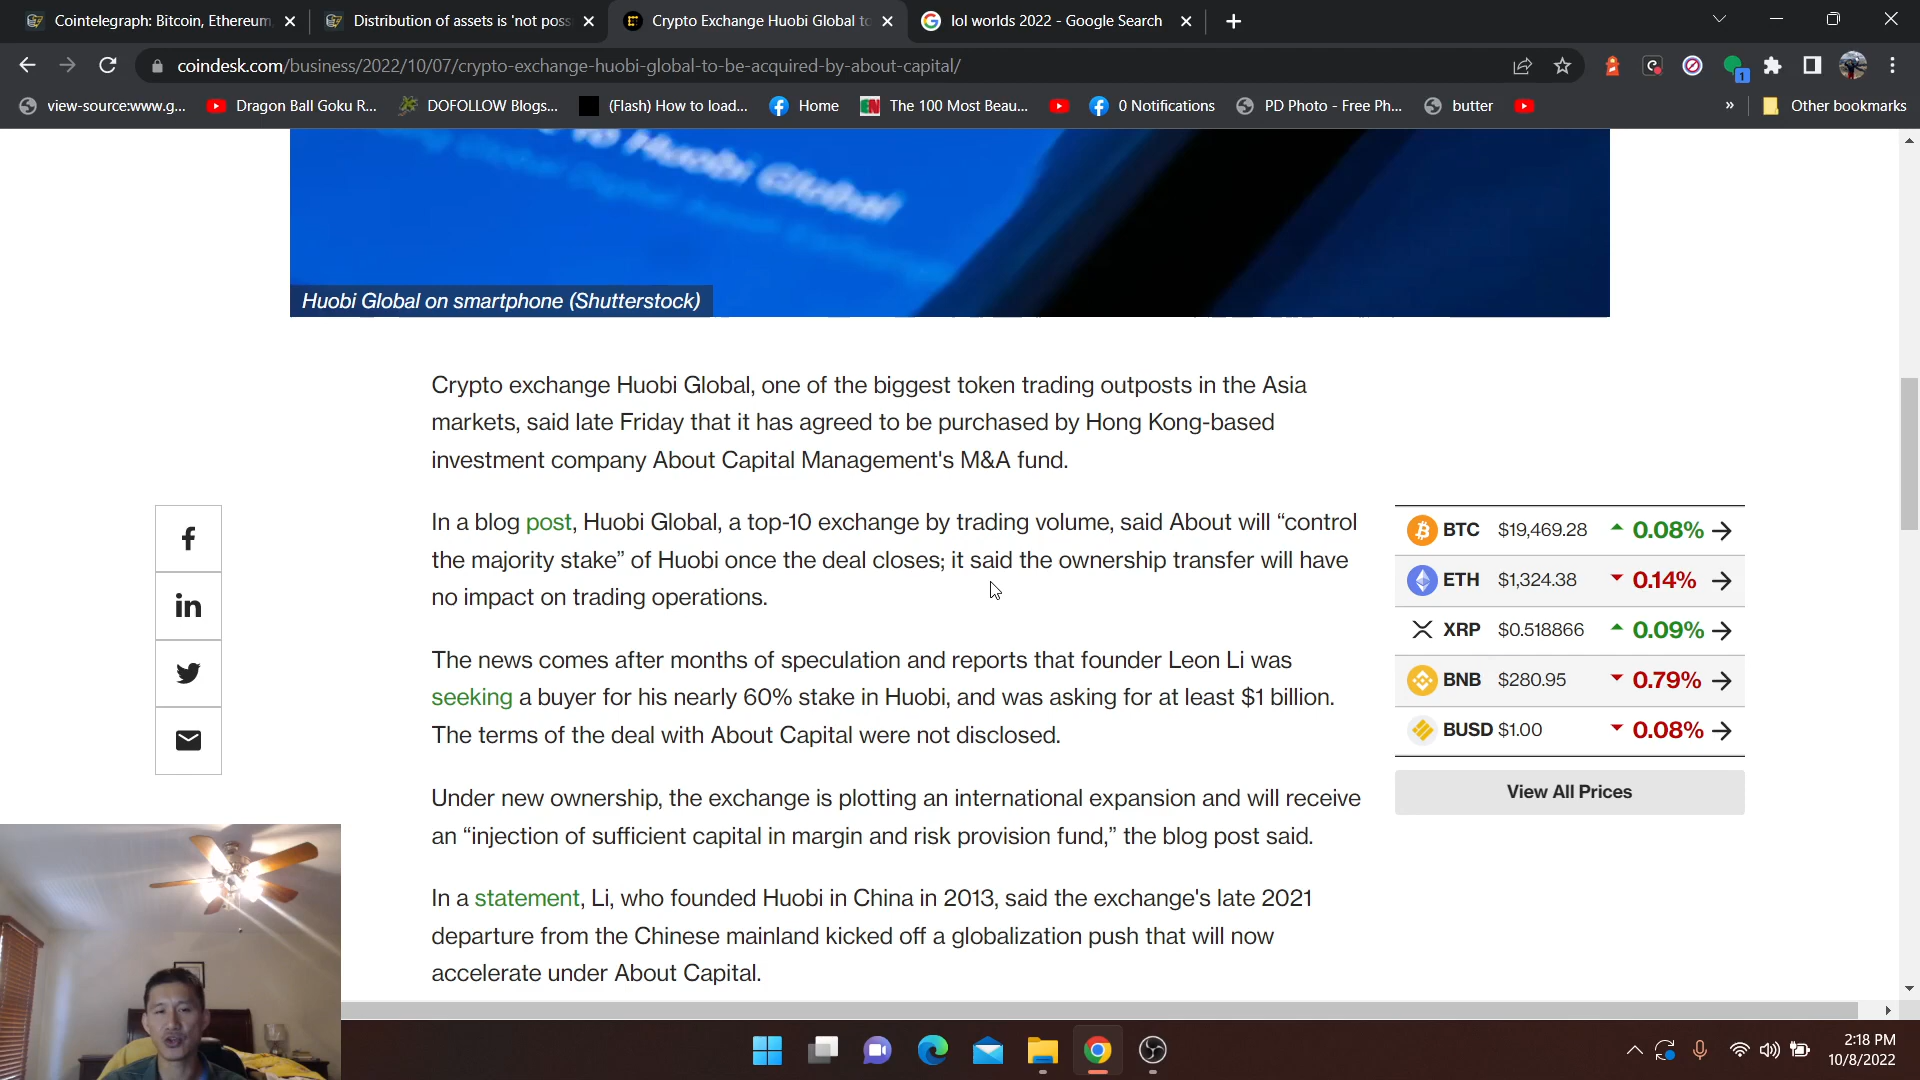 Cointelegraph: Bitcoin, Ethereum
Distribution of assets is 'not poss
Crypto Exchange Huobi Global to
lol worlds 2022 - Google Search
coindesk.com/business/2022/10/07/crypto-exchange-huobi-global-to-be-acquired-by-about-capital/
1
view-source:www.g...
Dragon Ball Goku R...
DOFOLLOW Blogs...
(Flash) How to load...
Home
The 100 Most Beau...
0 Notifications
PD Photo - Free Ph...
butter
»
Other bookmarks
to Huobi Global
Huobi Global on smartphone (Shutterstock)
Crypto exchange Huobi Global, one of the biggest token trading outposts in the Asia
markets, said late Friday that it has agreed to be purchased by Hong Kong-based
investment company About Capital Management's M&A fund.
In a blog post, Huobi Global, a top-10 exchange by trading volume, said About will “control
the majority stake” of Huobi once the deal closes; it said the ownership transfer will have
no impact on trading operations.
The news comes after months of speculation and reports that founder Leon Li was
seeking a buyer for his nearly 60% stake in Huobi, and was asking for at least $1 billion.
The terms of the deal with About Capital were not disclosed.
Under new ownership, the exchange is plotting an international expansion and will receive
an “injection of sufficient capital in margin and risk provision fund,” the blog post said.
In a statement, Li, who founded Huobi in China in 2013, said the exchange's late 2021
departure from the Chinese mainland kicked off a globalization push that will now
accelerate under About Capital.
BTC $19,469.28 0.08%
ETH $1,324.38 0.14%
XRP $0.518866 0.09%
BNB $280.95 0.79%
BUSD $1.00 0.08%
View All Prices
2:18 PM
10/8/2022